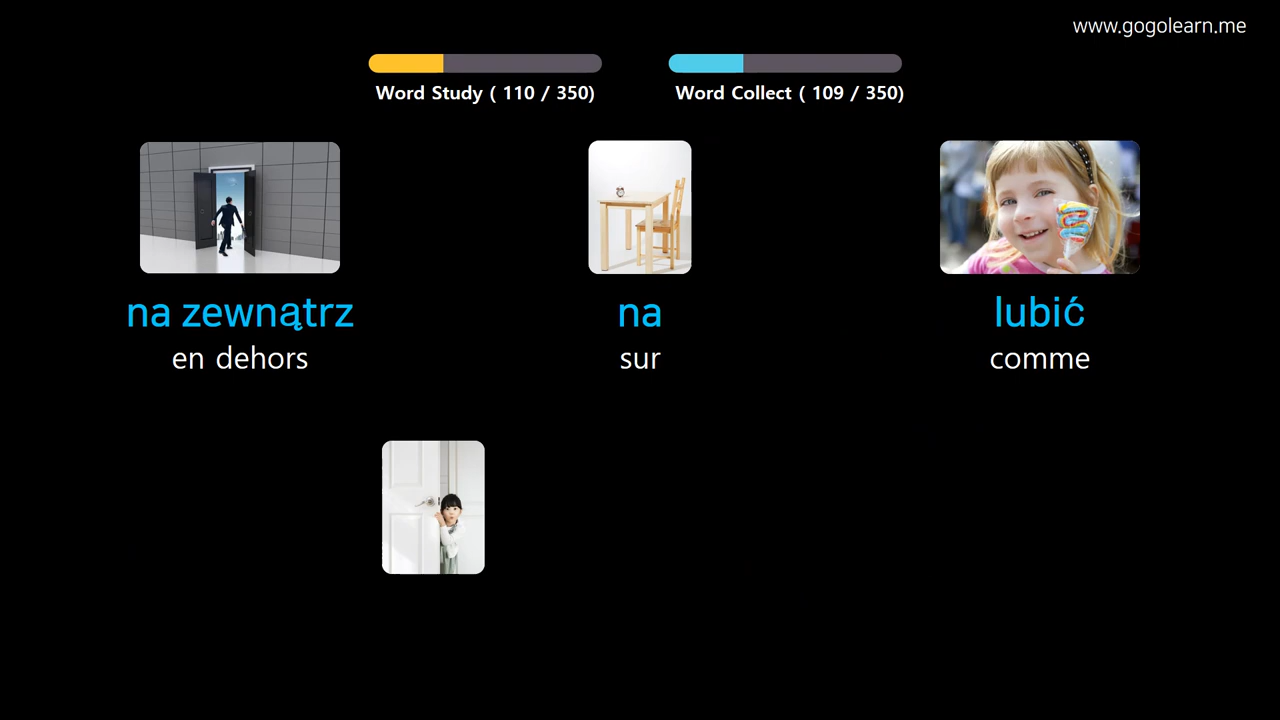 www.gogolearn.me
Word Study ( 110 / 350)
Word Collect ( 109 / 350)
na zewnątrz
en dehors
na
sur
lubić
comme